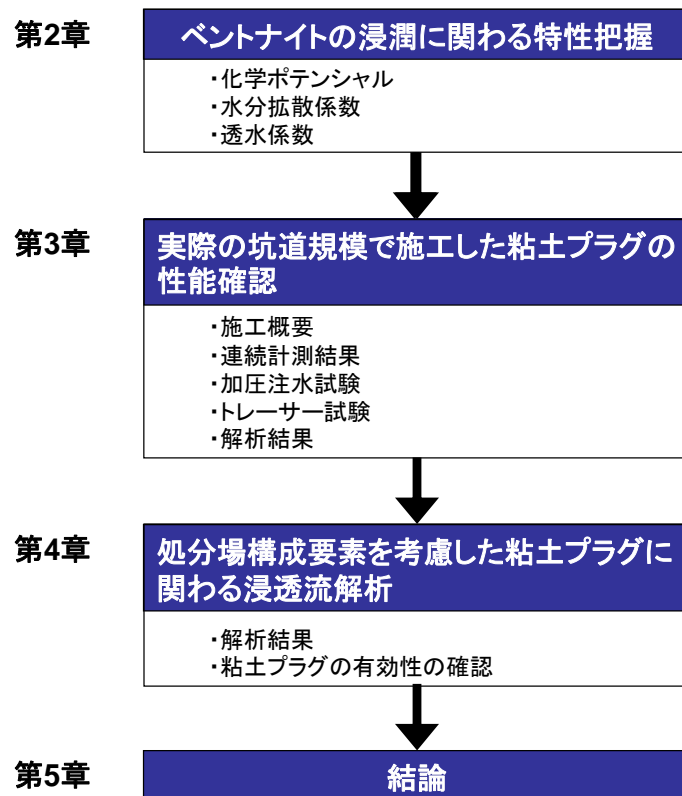 第2章
ベントナイトの浸潤に関わる特性把握
・化学ポテンシャル
・水分拡散係数
・透水係数
第3章
実際の坑道規模で施工した粘土プラグの
性能確認
・施工概要
・連続計測結果
・加圧注水試験
・トレーサー試験
・解析結果
第4章
処分場構成要素を考慮した粘土プラグに
関わる浸透流解析
・解析結果
・粘土プラグの有効性の確認
第5章
結論